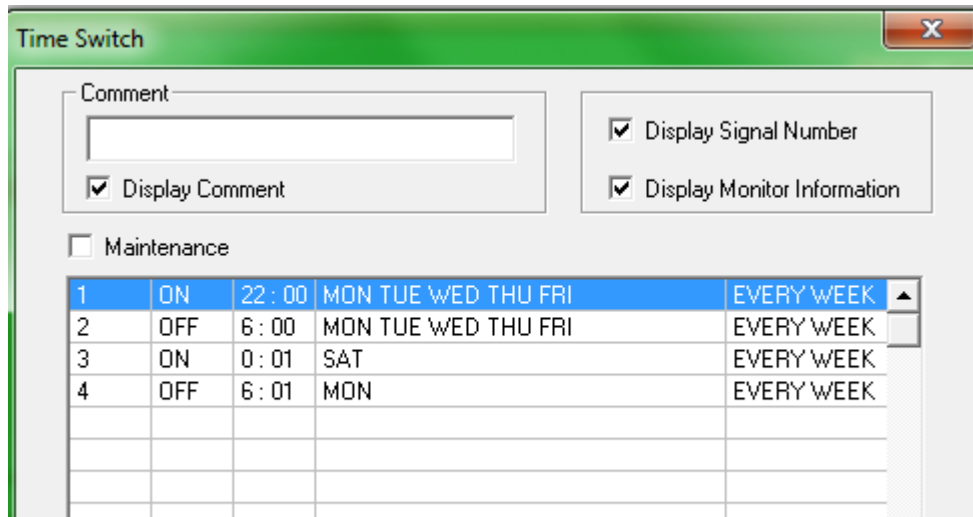 Time Switch
Comment
Display Signal Number
Display Comment
Display Monitor Information
Maintenance
1 ON 22 : 00 MON TUE WED THU FRI EVERY WEEK
2 OFF 6 : 00 MON TUE WED THU FRI EVERY WEEK
3 ON 0 : 01 SAT EVERY WEEK
4 OFF 6 : 01 MON EVERY WEEK